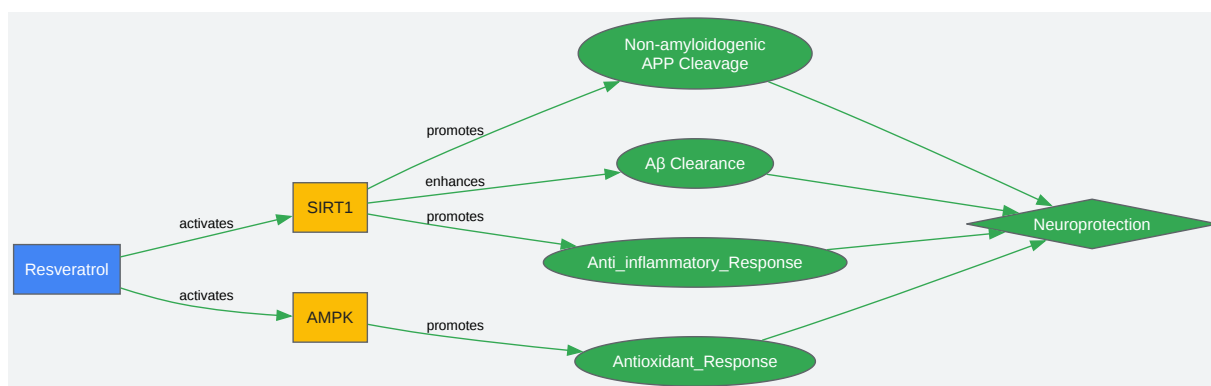 Resveratrol
activates
activates
SIRT1
AMPK
promotes
enhances
promotes
promotes
Non-amyloidogenic
APP Cleavage
Aβ Clearance
Anti_inflammatory_Response
Antioxidant_Response
Neuroprotection